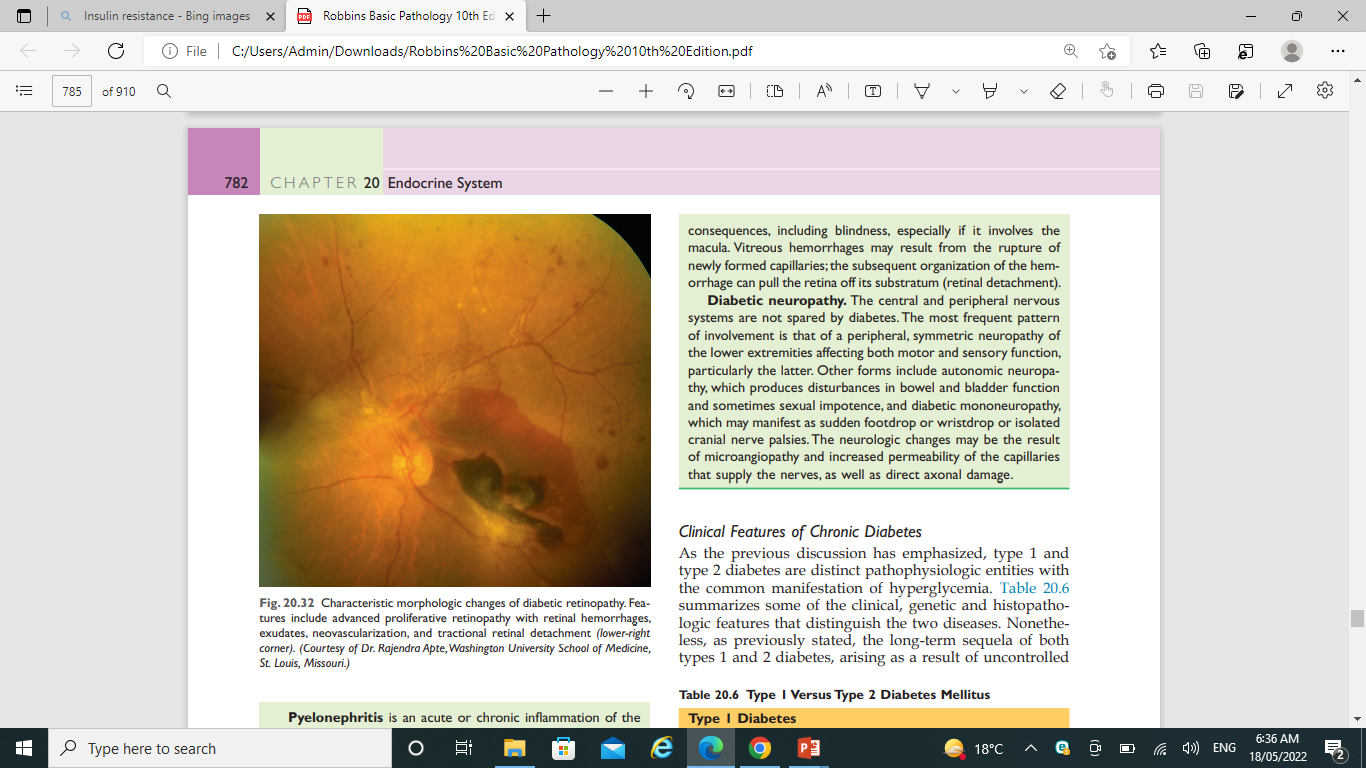 Insulin resistance - Bing images
Robbins Basic Pathology 10th Ed
File
C:/Users/Admin/Downloads/Robbins%20Basic%20Pathology%2010th%20Edition.pdf
785
of 910
782
CHAPTER 20 Endocrine System
Fig. 20.32 Characteristic morphologic changes of diabetic retinopathy. Fea-
tures include advanced proliferative retinopathy with retinal hemorrhages,
exudates, neovascularization, and tractional retinal detachment (lower-right
corner). (Courtesy of Dr. Rajendra Apte, Washington University School of Medicine,
St. Louis, Missouri.)
Pyelonephritis is an acute or chronic inflammation of the
consequences, including blindness, especially if it involves the
macula. Vitreous hemorrhages may result from the rupture of
newly formed capillaries; the subsequent organization of the hem-
orrhage can pull the retina off its substratum (retinal detachment).
Diabetic neuropathy. The central and peripheral nervous
systems are not spared by diabetes. The most frequent pattern
of involvement is that of a peripheral, symmetric neuropathy of
the lower extremities affecting both motor and sensory function,
particularly the latter. Other forms include autonomic neuropa-
thy, which produces disturbances in bowel and bladder function
and sometimes sexual impotence, and diabetic mononeuropathy,
which may manifest as sudden footdrop or wristdrop or isolated
cranial nerve palsies. The neurologic changes may be the result
of microangiopathy and increased permeability of the capillaries
that supply the nerves, as well as direct axonal damage.
Clinical Features of Chronic Diabetes
As the previous discussion has emphasized, type 1 and
type 2 diabetes are distinct pathophysiologic entities with
the common manifestation of hyperglycemia. Table 20.6
summarizes some of the clinical, genetic and histopatho-
logic features that distinguish the two diseases. Nonethe-
less, as previously stated, the long-term sequela of both
types 1 and 2 diabetes, arising as a result of uncontrolled
Table 20.6 Type 1 Versus Type 2 Diabetes Mellitus
Type 1 Diabetes
Type here to search
18°C
ENG
6:36 AM
18/05/2022
2